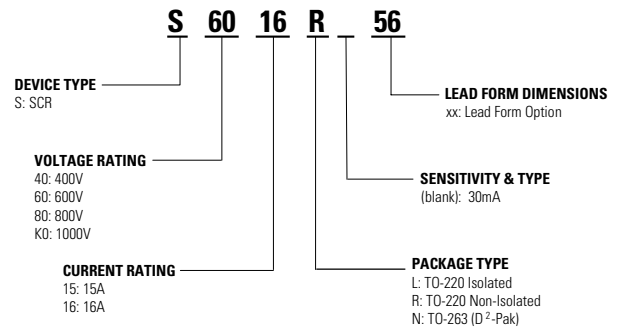 S 60 16 R _ 56
DEVICE TYPE
S: SCR
VOLTAGE RATING
40: 400V
60: 600V
80: 800V
K0: 1000V
CURRENT RATING
15: 15A
16: 16A
LEAD FORM DIMENSIONS
xx: Lead Form Option
SENSITIVITY & TYPE
(blank): 30mA
PACKAGE TYPE
L: TO-220 Isolated
R: TO-220 Non-Isolated
N: TO-263 (D²-Pak)